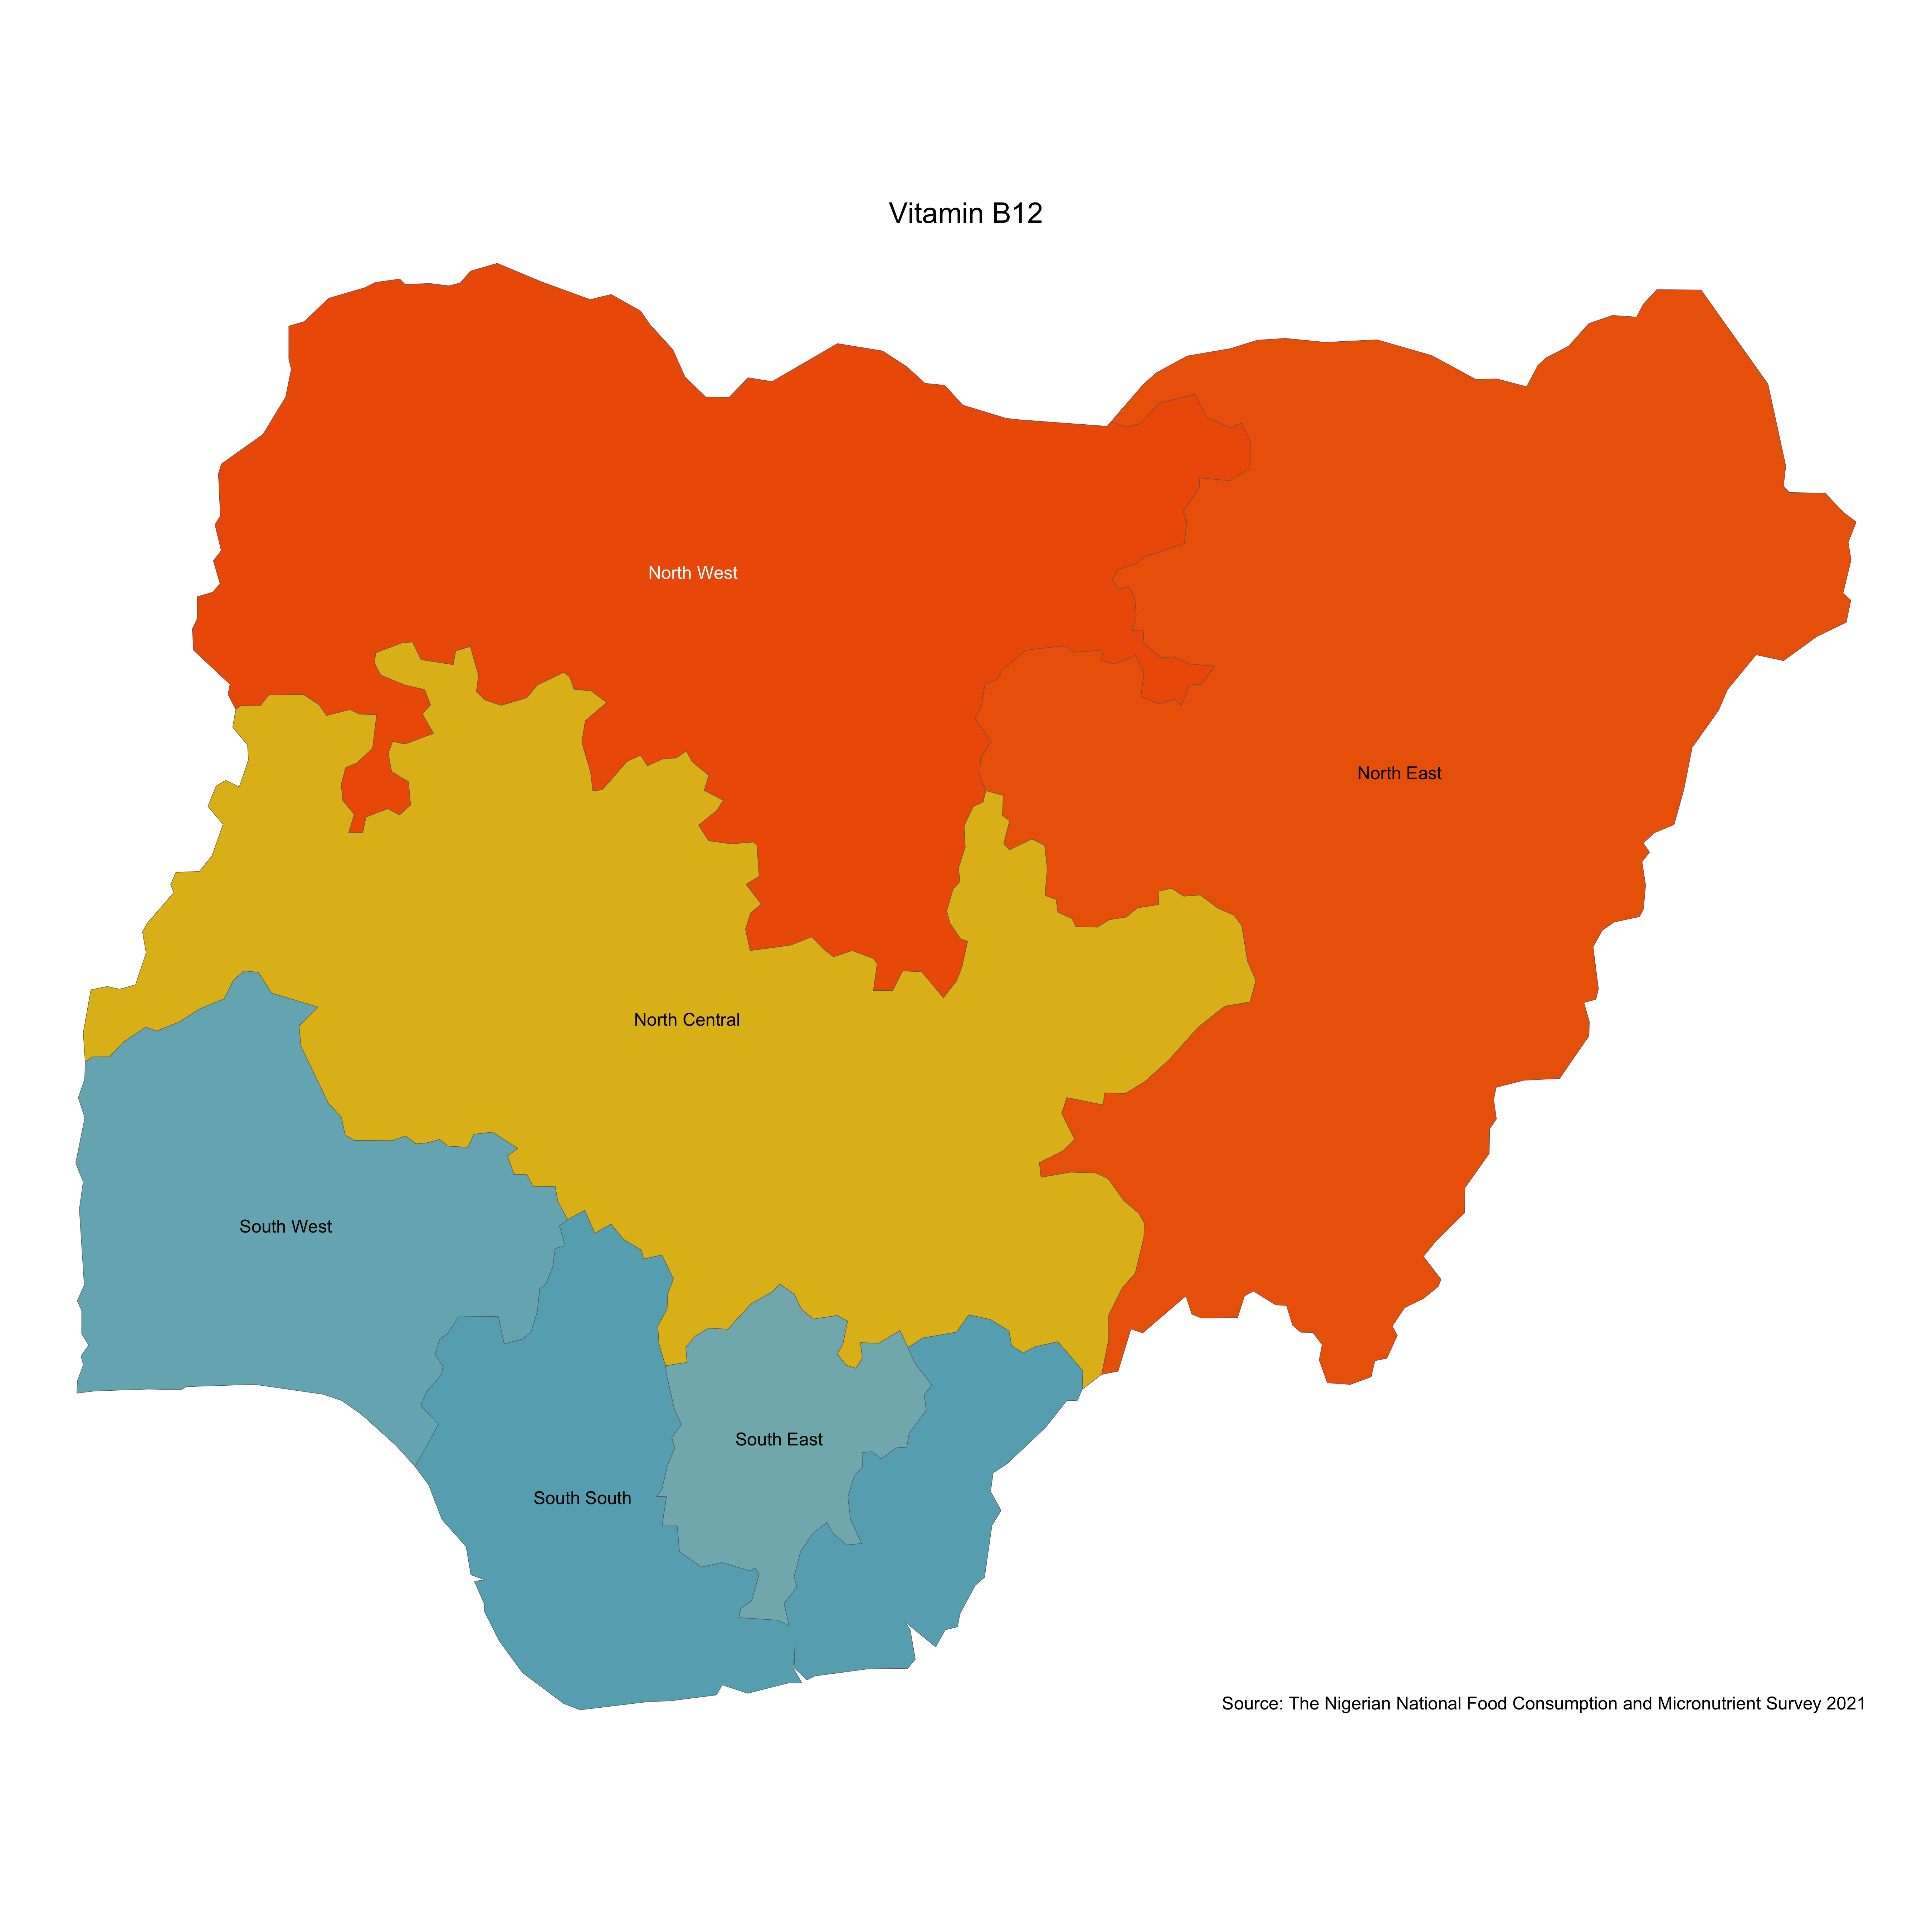 Vitamin B12
North West
North East
North Central
South West
South East
South South
Source: The Nigerian National Food Consumption and Micronutrient Survey 2021